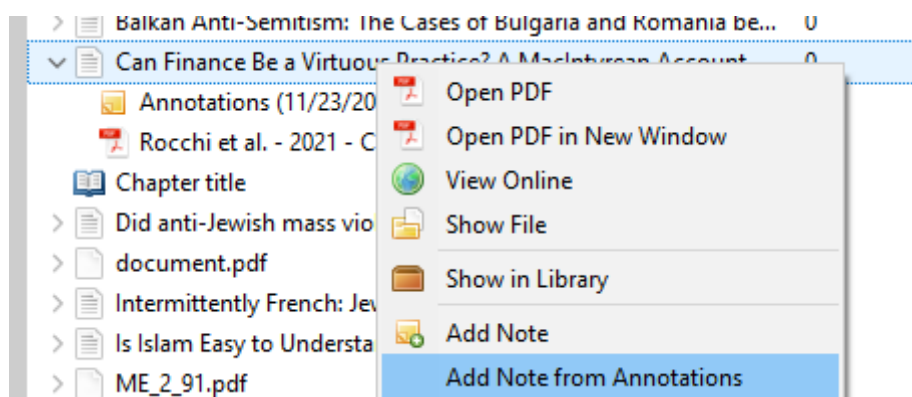 Balkan Anti-Semitism: The Cases of Bulgaria and Romania be... 0
Can Finance Be a Virtuous Practice? A MacIntyrean Account 0
Annotations (11/23/20
Rocchi et al. - 2021 - C
Chapter title
Did anti-Jewish mass vio
document.pdf
Intermittently French: Jew
Is Islam Easy to Understa
ME_2_91.pdf
Open PDF
Open PDF in New Window
View Online
Show File
Show in Library
Add Note
Add Note from Annotations